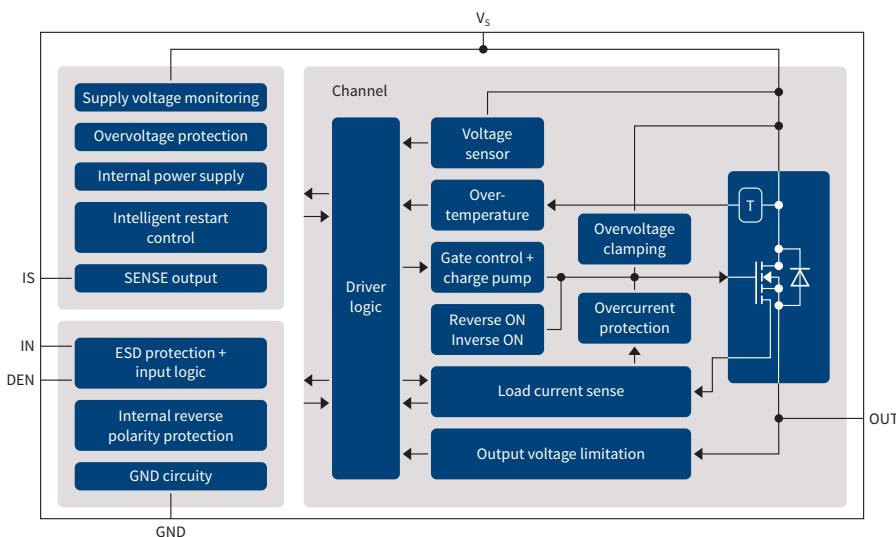 Vs
Supply voltage monitoring
Overvoltage protection
Internal power supply
Intelligent restart
control
SENSE output
IS
IN
DEN
ESD protection +
input logic
Internal reverse
polarity protection
GND circuity
GND
Channel
Driver
logic
Voltage
sensor
Over-
temperature
Gate control +
charge pump
Reverse ON
Inverse ON
Overvoltage
clamping
Overcurrent
protection
Load current sense
Output voltage limitation
T
OUT